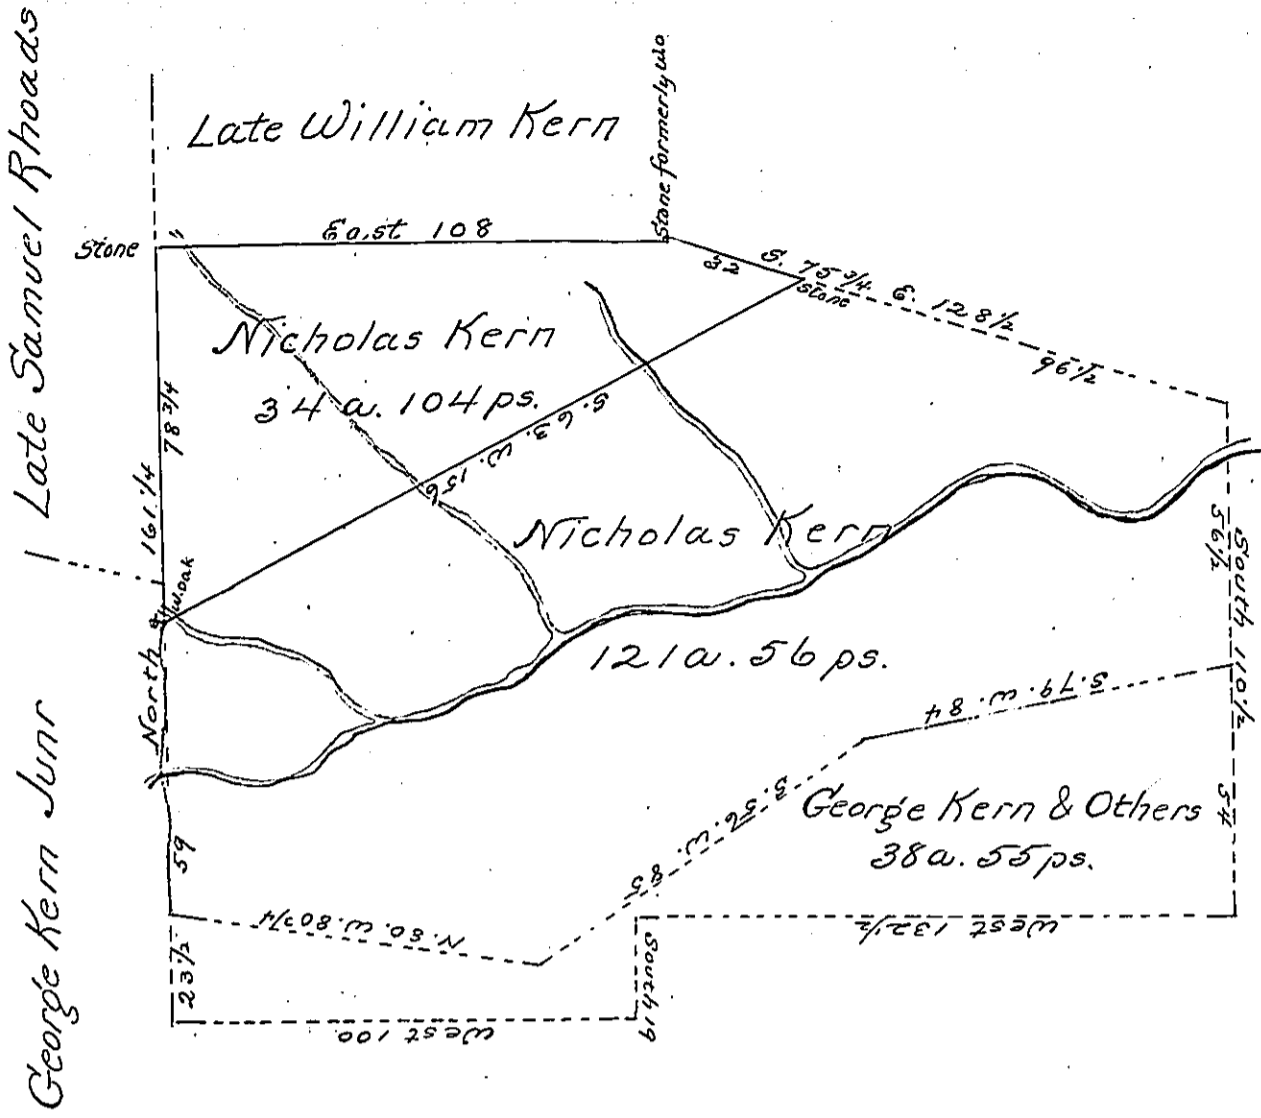 Late Samuel Rhoads
Late William Kern
Stone formerly wo
Stone
East 108
32
S. 75 3/4 E. 128 1/2
Stone
96 1/2
Nicholas Kern
34 a. 104 ps.
78 3/4
161 1/4
S. 63. W. 156
Nicholas Kern
121 a. 56 ps.
W. oak
North
South 110 1/2
56 1/2
54
S. 79. W. 84
George Kern & Others
38 a. 55 ps.
S. 56. W. 85
N. 80. W. 80 3/4
59
23 1/2
West 132 1/2
South 19
West 100
George Kern Junr